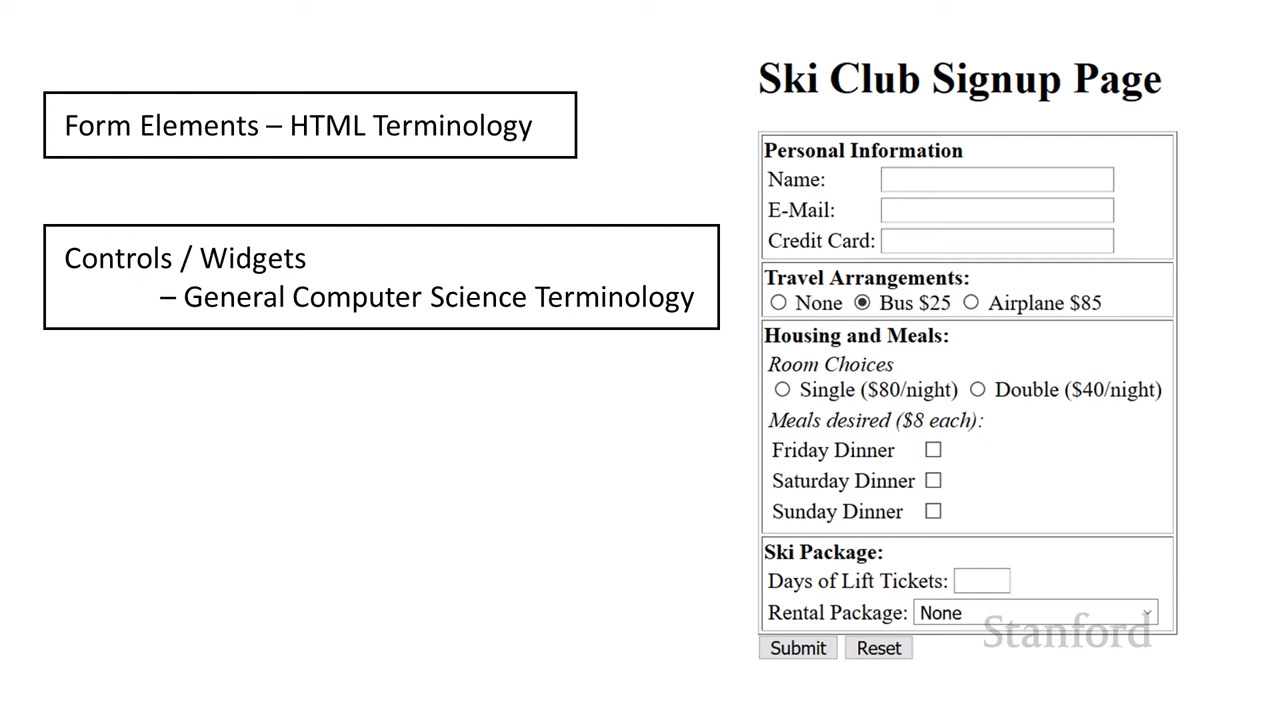 Form Elements – HTML Terminology
Controls / Widgets
– General Computer Science Terminology
Ski Club Signup Page
Personal Information
Name:
E-Mail:
Credit Card:
Travel Arrangements:
None Bus $25 Airplane $85
Housing and Meals:
Room Choices
Single ($80/night) Double ($40/night)
Meals desired ($8 each):
Friday Dinner
Saturday Dinner
Sunday Dinner
Ski Package:
Days of Lift Tickets:
Rental Package: None
Stanford
Submit Reset